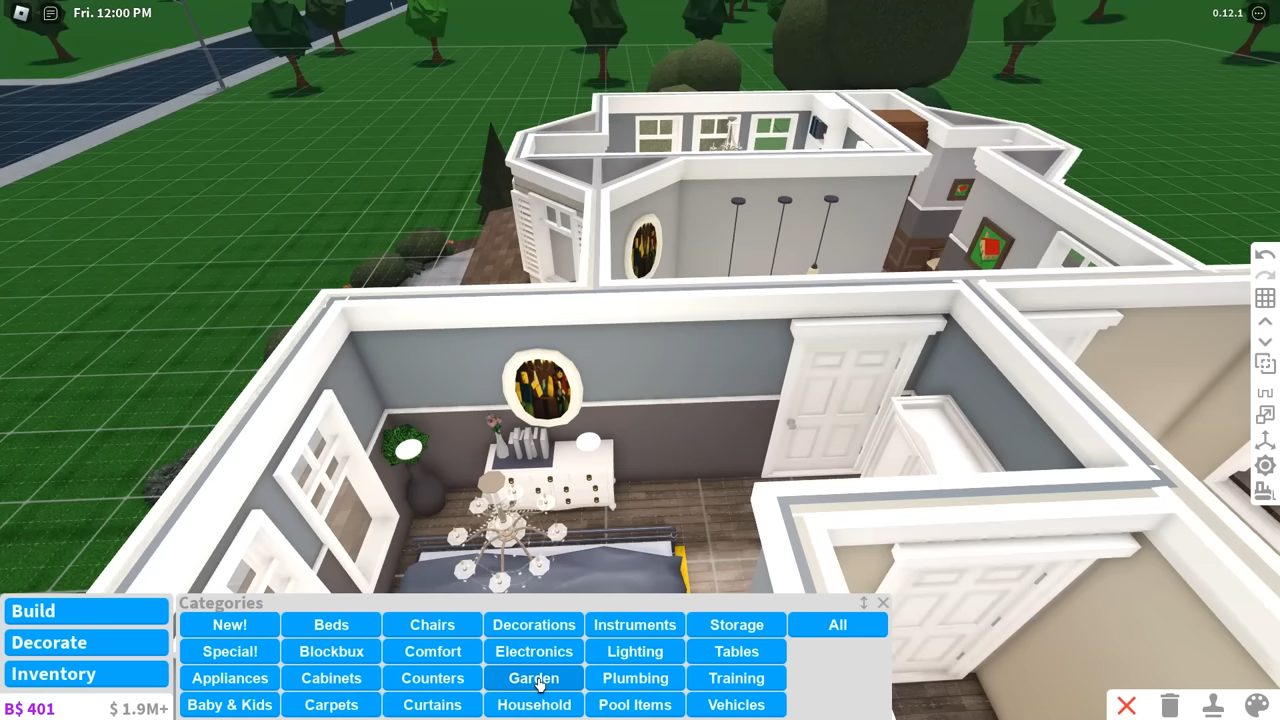 Fri. 12:00 PM
0.12.1
Build
Decorate
Inventory
B$ 401
$ 1.9M+
Categories
New! Beds Chairs Decorations Instruments Storage All
Special! Blockbux Comfort Electronics Lighting Tables
Appliances Cabinets Counters Garden Plumbing Training
Baby & Kids Carpets Curtains Household Pool Items Vehicles